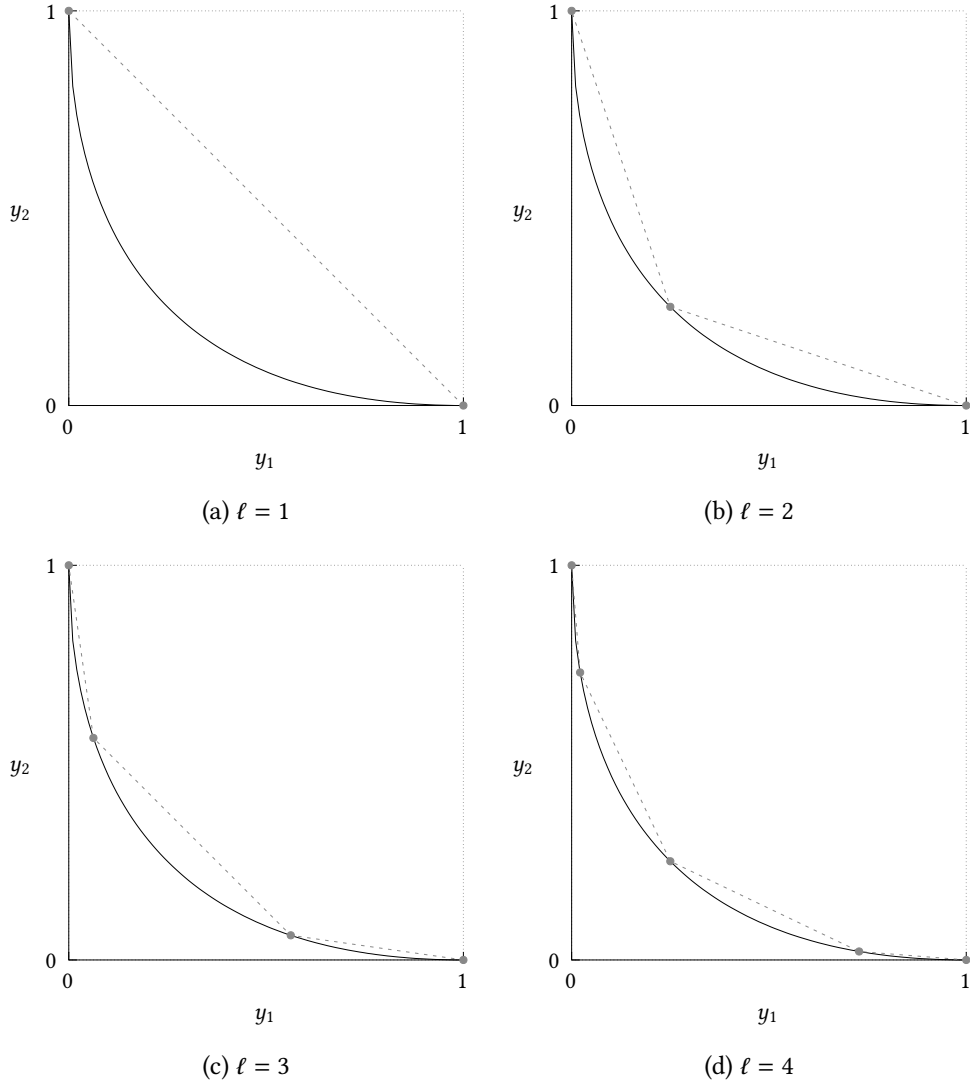 1 1
y₂ y₂
0 0
0 1 0 1
y₁ y₁
(a) ℓ = 1 (b) ℓ = 2
1 1
y₂ y₂
0 0
0 1 0 1
y₁ y₁
(c) ℓ = 3 (d) ℓ = 4